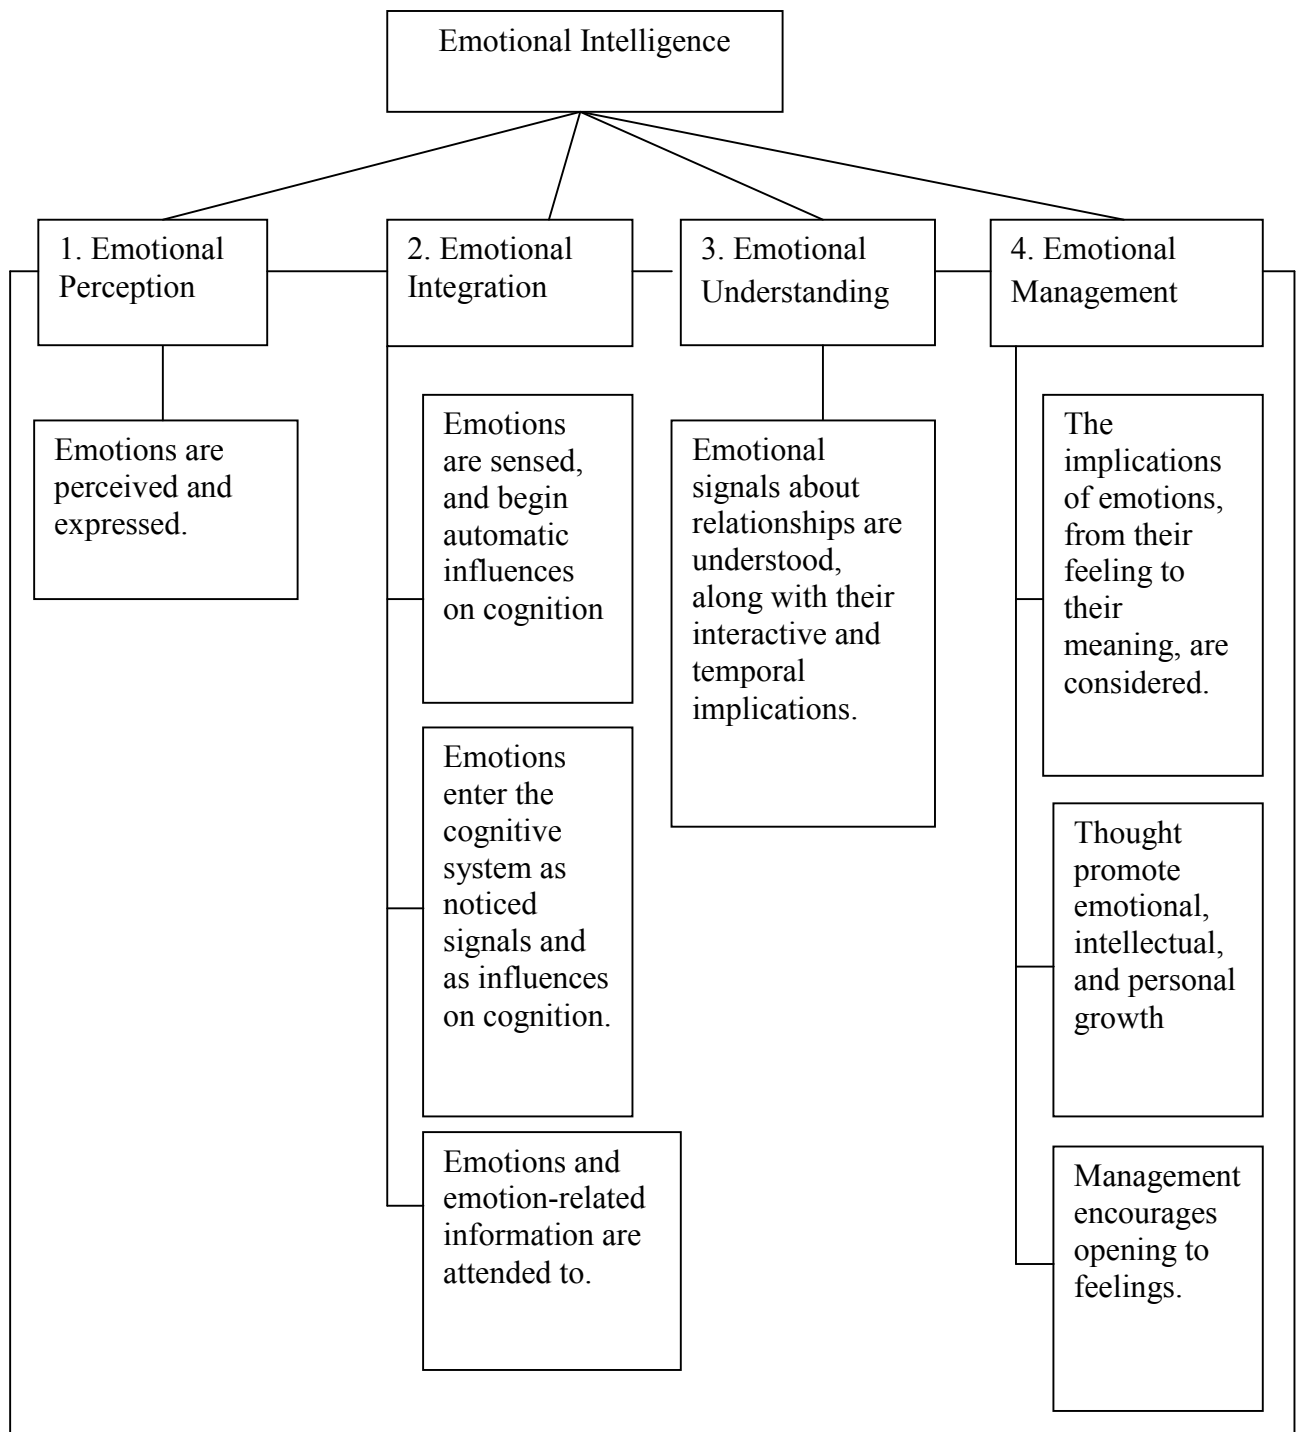 Emotional Intelligence
1. Emotional
Perception
2. Emotional
Integration
3. Emotional
Understanding
4. Emotional
Management
Emotions are
perceived and
expressed.
Emotions
are sensed,
and begin
automatic
influences
on cognition
Emotions
enter the
cognitive
system as
noticed
signals and
as influences
on cognition.
Emotions and
emotion-related
information are
attended to.
Emotional
signals about
relationships are
understood,
along with their
interactive and
temporal
implications.
The
implications
of emotions,
from their
feeling to
their
meaning, are
considered.
Thought
promote
emotional,
intellectual,
and personal
growth
Management
encourages
opening to
feelings.